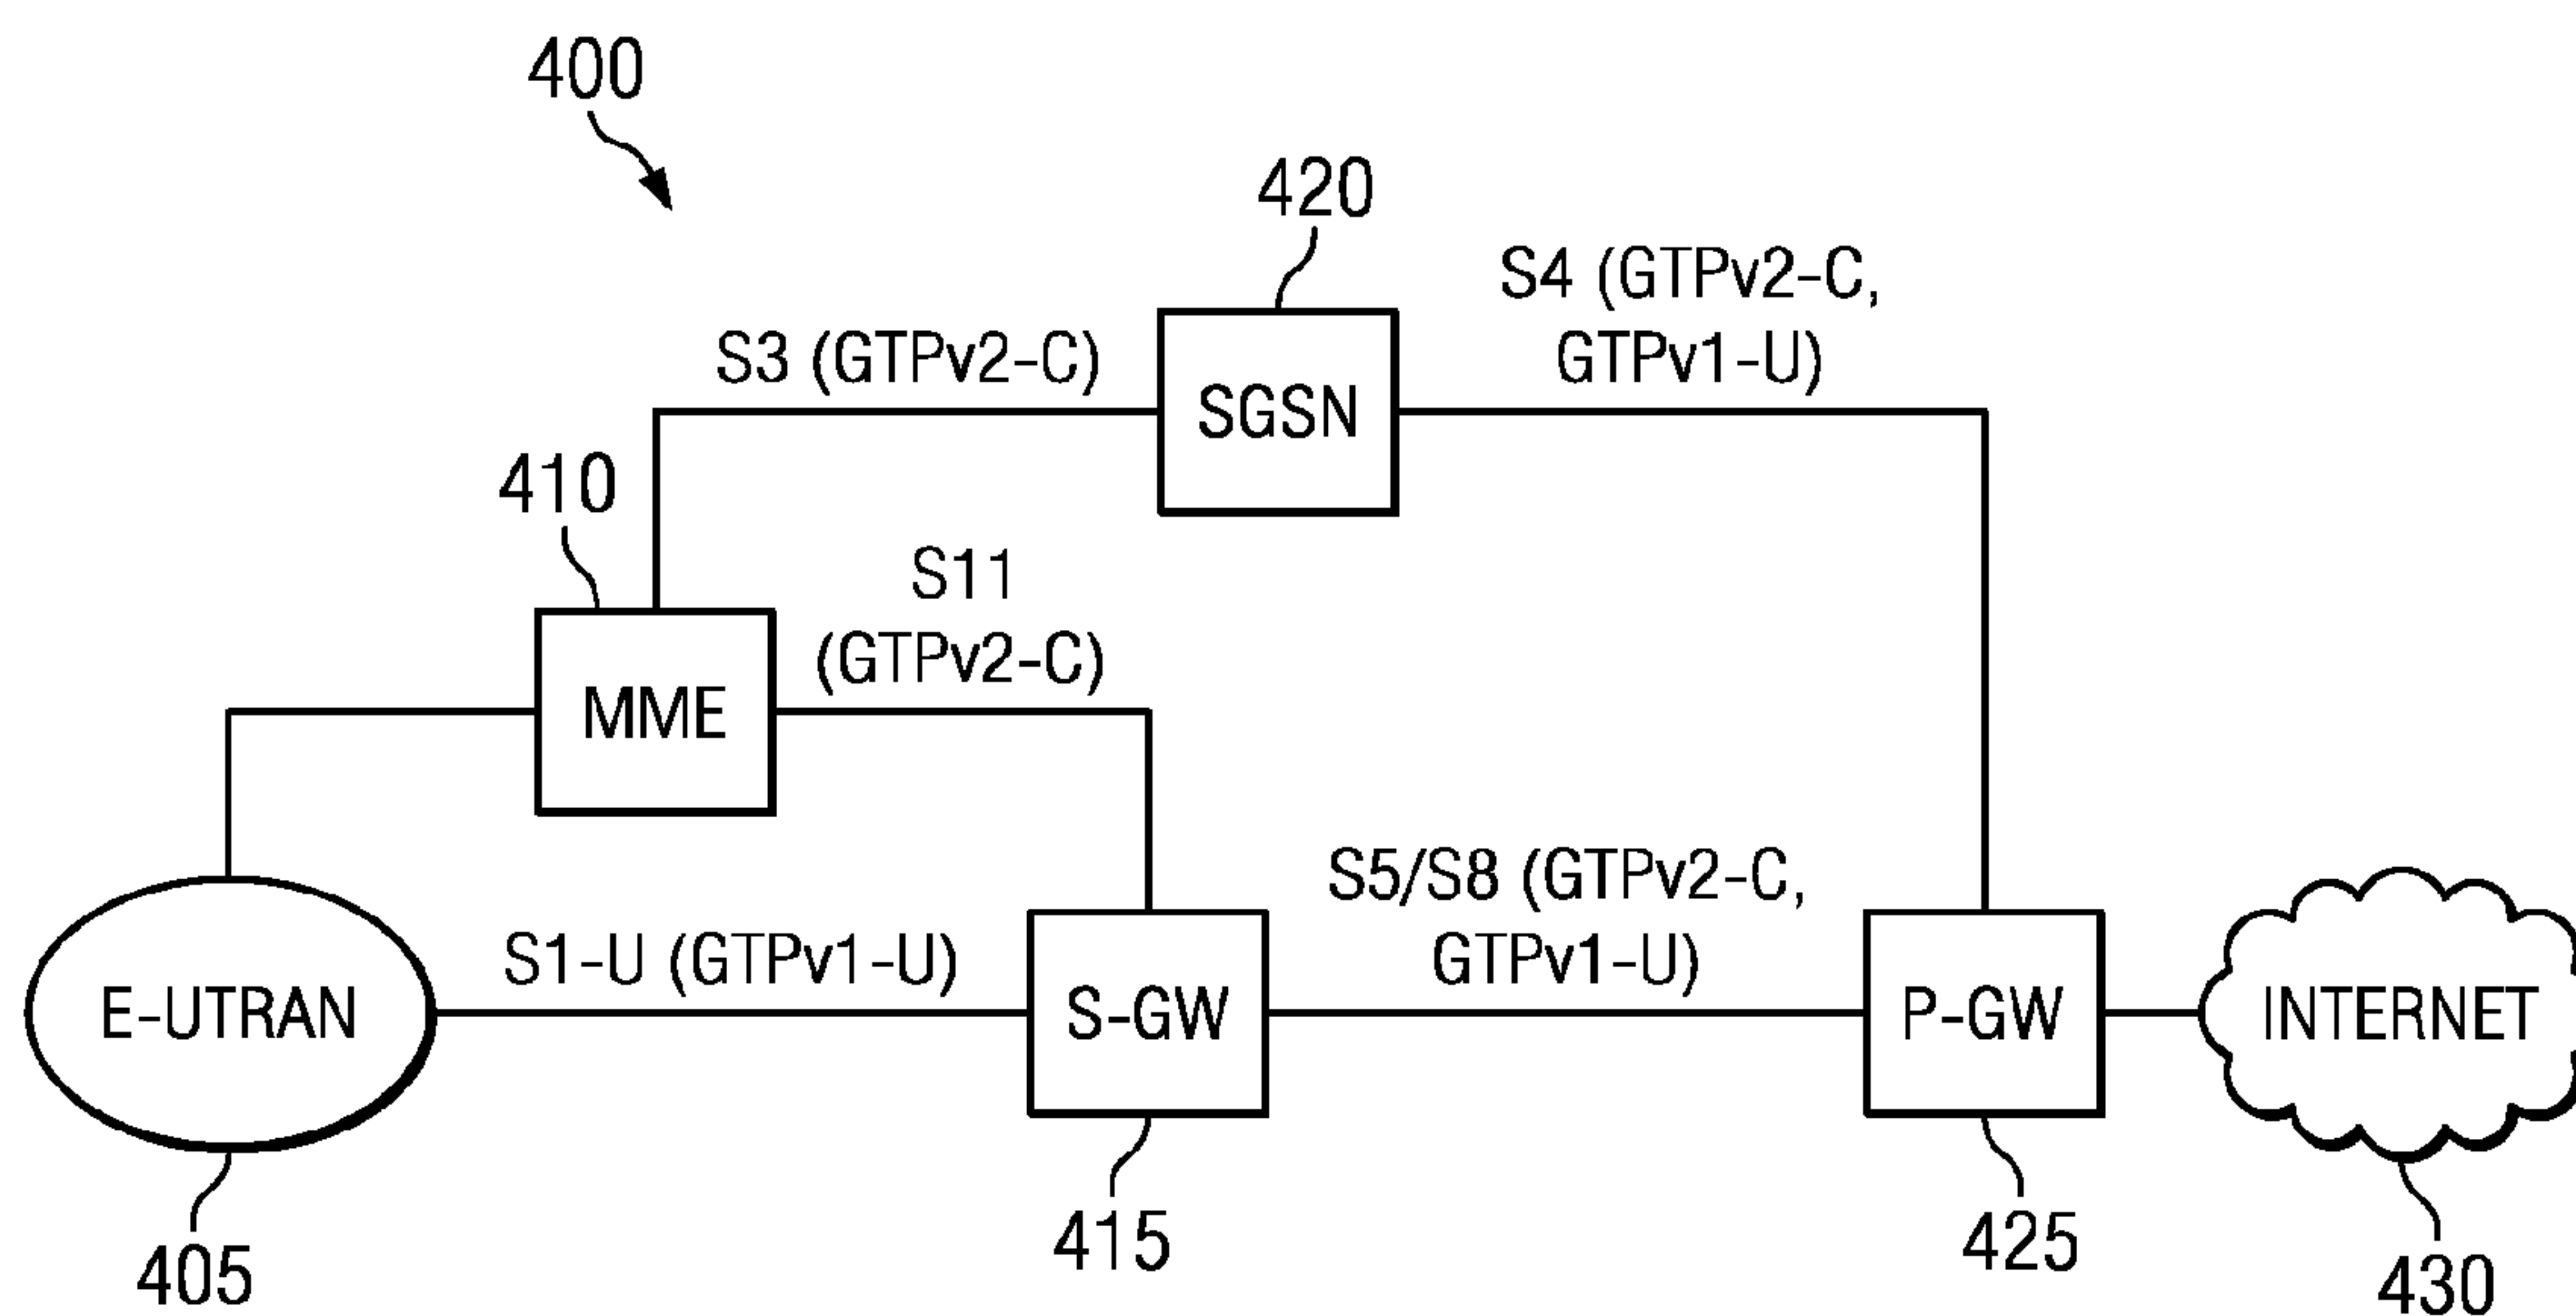 400
420
S4 (GTPv2-C,
GTPv1-U)
S3 (GTPv2-C)
SGSN
410
S11
(GTPv2-C)
MME
S5/S8 (GTPv2-C,
GTPv1-U)
S1-U (GTPv1-U)
E-UTRAN
S-GW
P-GW
INTERNET
405
415
425
430